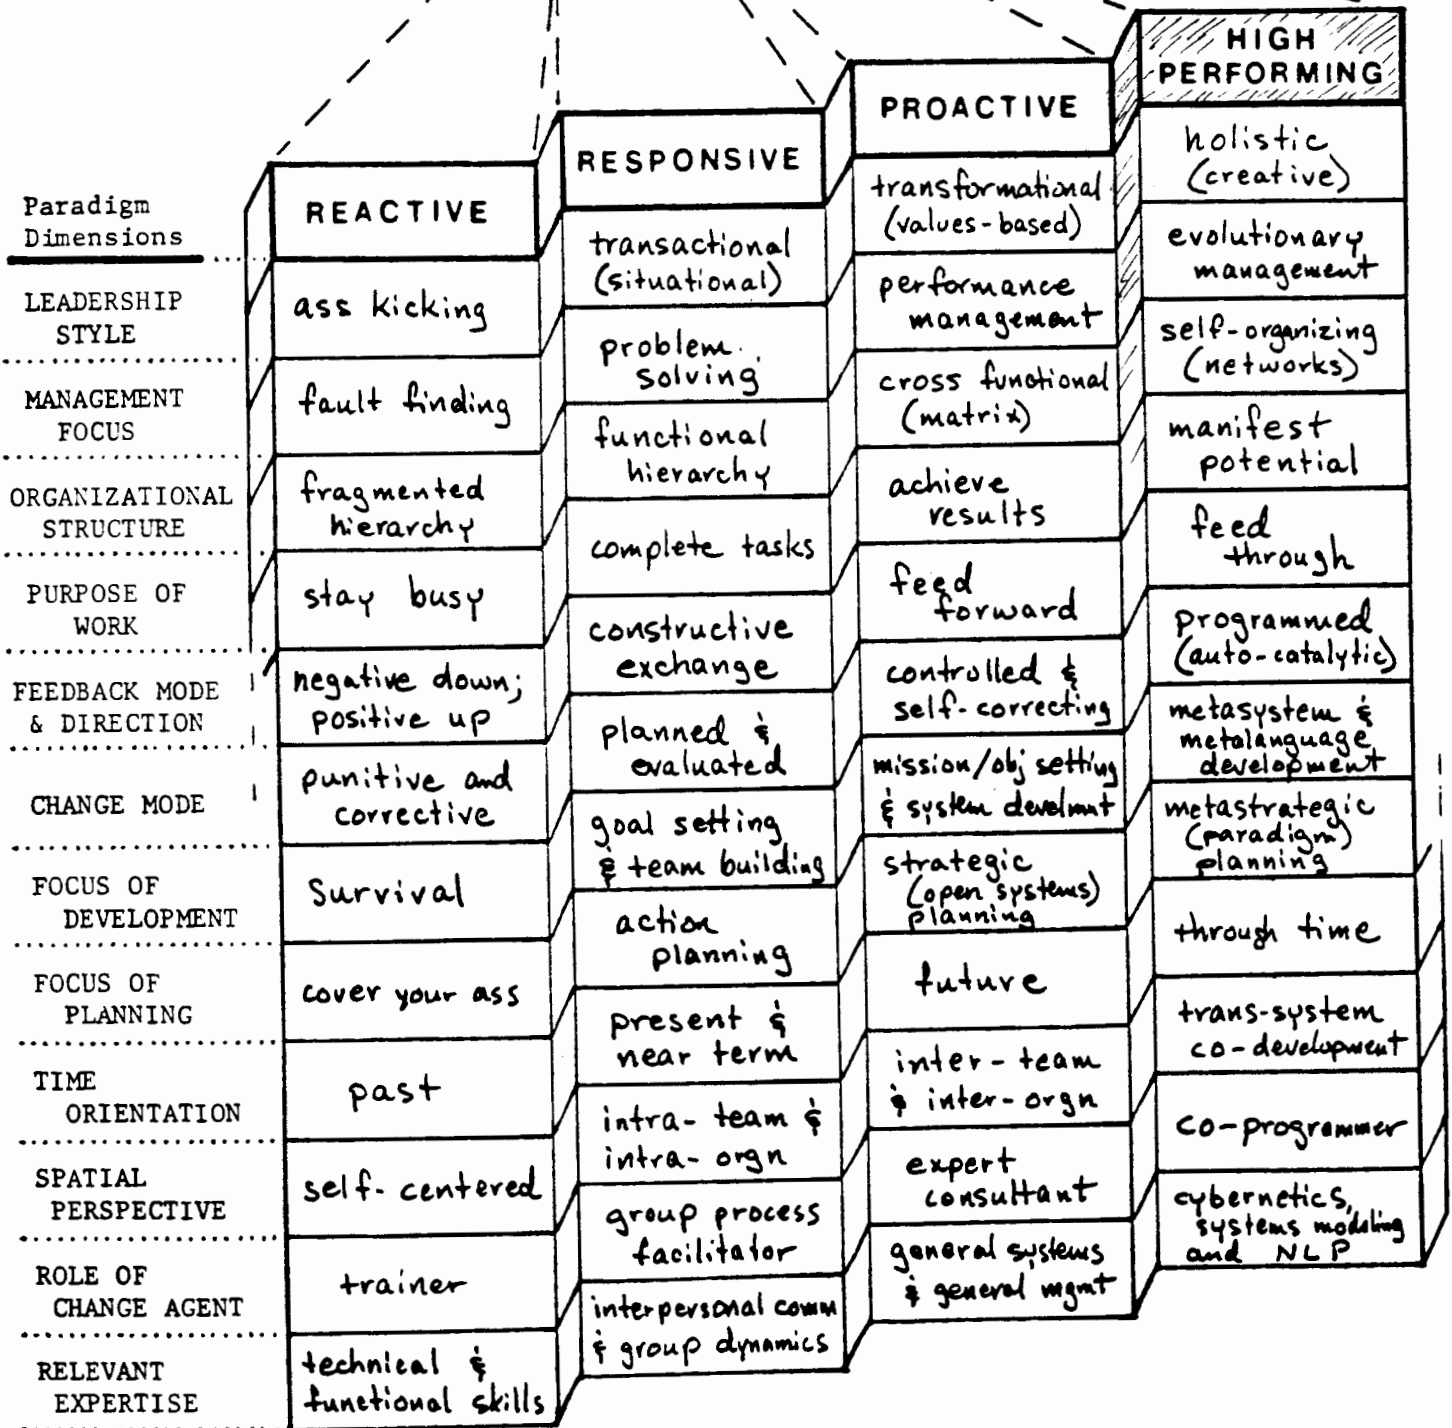 Paradigm
Dimensions
LEADERSHIP
STYLE
MANAGEMENT
FOCUS
ORGANIZATIONAL
STRUCTURE
PURPOSE OF
WORK
FEEDBACK MODE
& DIRECTION
CHANGE MODE
FOCUS OF
DEVELOPMENT
FOCUS OF
PLANNING
TIME
ORIENTATION
SPATIAL
PERSPECTIVE
ROLE OF
CHANGE AGENT
RELEVANT
EXPERTISE
REACTIVE
ass kicking
fault finding
fragmented
hierarchy
stay busy
negative down;
positive up
punitive and
corrective
Survival
cover your ass
past
self-centered
trainer
technical &
functional skills
RESPONSIVE
transactional
(situational)
problem
solving
functional
hierarchy
complete tasks
constructive
exchange
planned &
evaluated
goal setting
& team building
action
planning
present &
near term
intra-team &
intra-orgn
group process
facilitator
interpersonal comm
& group dynamics
PROACTIVE
transformational
(values-based)
performance
management
cross functional
(matrix)
achieve
results
feed
forward
controlled &
self-correcting
mission/obj setting
& system develmnt
strategic
(open systems)
planning
future
inter-team
& inter-orgn
expert
consultant
general systems
& general mgmt
HIGH
PERFORMING
holistic
(creative)
evolutionary
management
self-organizing
(networks)
manifest
potential
feed
through
programmed
(auto-catalytic)
metasystem &
metalanguage
development
metastrategic
(paradigm)
planning
through time
trans-system
co-development
co-programmer
cybernetics,
systems modeling
and NLP